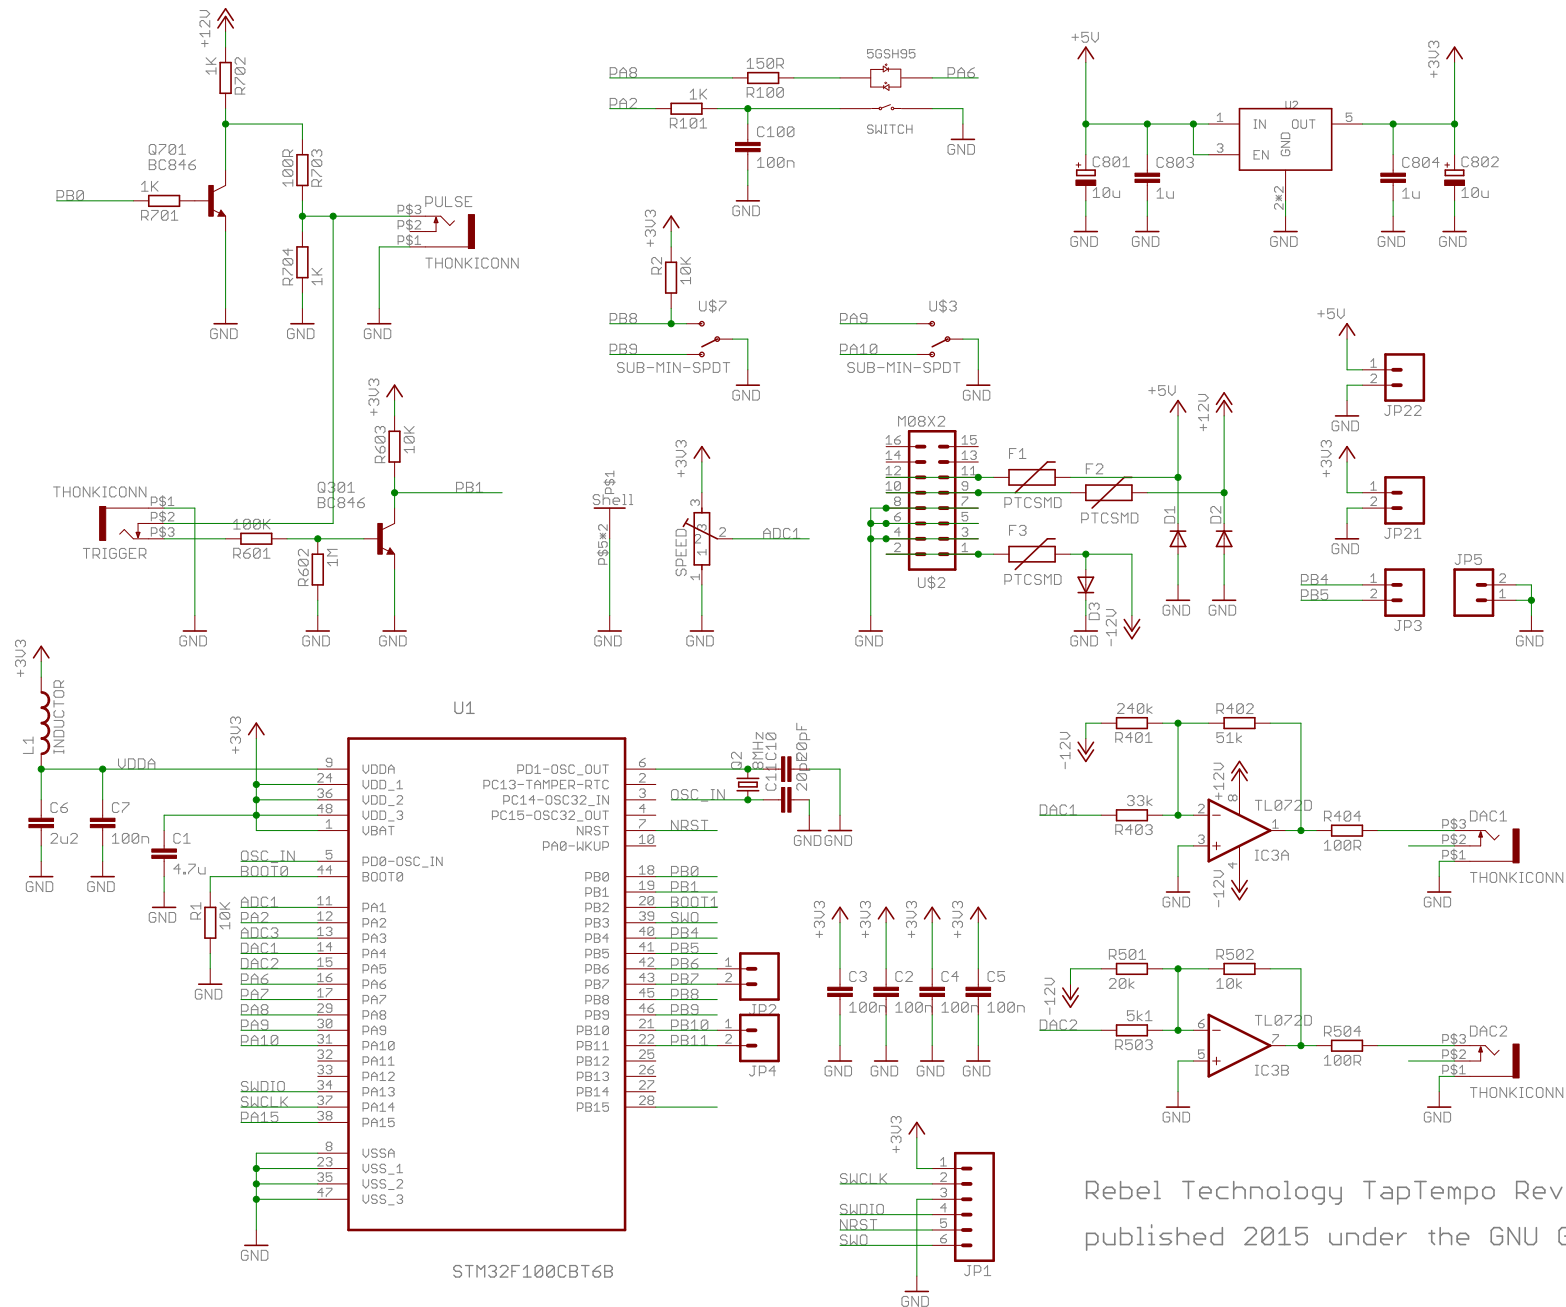 +12V
1K
R702
Q701
BC846
PB0
1K
R701
100R
R703
R704
1K
P$3
P$2
P$1
PULSE
THONKICONN
GND
GND
GND
PA8
150R
R100
5GSH95
PA6
PA2
1K
R101
C100
100n
SWITCH
GND
GND
+5V
+3V3
U2
1
IN
OUT
5
3
EN
GND
2*2
C801
10u
C803
1u
C804
1u
C802
10u
GND
GND
GND
GND
GND
+3V3
R2
10K
PB8
U$7
PB9
SUB-MIN-SPDT
GND
PA9
U$3
PA10
SUB-MIN-SPDT
GND
+3V3
R603
10K
Q301
BC846
PB1
THONKICONN
P$1
P$2
P$3
TRIGGER
100K
R601
R602
1M
GND
GND
GND
P$1
Shell
P$5*2
GND
+3V3
SPEED
3
2
1
3
2
1
ADC1
GND
M08X2
16 15
14 13
12 11
10 9
8 7
6 5
4 3
2 1
U$2
GND
F1
PTCSMD
F2
PTCSMD
F3
PTCSMD
+5V
+12V
D1
D2
D3
-12V
GND
GND
GND
+5V
1
2
JP22
GND
+3V3
1
2
JP21
GND
PB4
PB5
1
2
JP3
JP5
2
1
GND
+3V3
L1
INDUCTOR
VDDA
C6
2u2
C7
100n
GND
GND
+3V3
C1
4.7u
GND
R1
10K
GND
U1
9 VDDA
24 VDD_1
36 VDD_2
48 VDD_3
1 VBAT
OSC_IN 5 PD0-OSC_IN
BOOT0 44 BOOT0
ADC1 11 PA1
PA2 12 PA2
ADC3 13 PA3
DAC1 14 PA4
DAC2 15 PA5
PA6 16 PA6
PA7 17 PA7
PA8 29 PA8
PA9 30 PA9
PA10 31 PA10
32 PA11
33 PA12
SWDIO 34 PA13
SWCLK 37 PA14
PA15 38 PA15
8 VSSA
23 VSS_1
35 VSS_2
47 VSS_3
GND
PD1-OSC_OUT 6
PC13-TAMPER-RTC 2
PC14-OSC32_IN 3
PC15-OSC32_OUT 4
NRST 7 NRST
PA0-WKUP 10
PB0 18 PB0
PB1 19 PB1
PB2 20 BOOT1
PB3 39 SWO
PB4 40 PB4
PB5 41 PB5
PB6 42 PB6
PB7 43 PB7
PB8 45 PB8
PB9 46 PB9
PB10 21 PB10
PB11 22 PB11
PB12 25
PB13 26
PB14 27
PB15 28
STM32F100CBT6B
OSC_IN
Q2
8MHz
C11
C10
20pF
20pF
GND
GND
1
2
JP2
1
2
JP4
+3V3
+3V3
+3V3
+3V3
C3
100n
C2
100n
C4
100n
C5
100n
GND
GND
GND
GND
+3V3
SWCLK
SWDIO
NRST
SWO
1
2
3
4
5
6
JP1
GND
240k
R401
R402
51k
-12V
DAC1
33k
R403
+12V
8
TL072D
2
3
1
IC3A
4
-12V
R404
100R
P$3
P$2
P$1
DAC1
THONKICONN
GND
GND
R501
20k
R502
10k
-12V
DAC2
5k1
R503
TL072D
6
5
7
IC3B
R504
100R
P$3
P$2
P$1
DAC2
THONKICONN
GND
GND
Rebel Technology TapTempo Rev
published 2015 under the GNU G